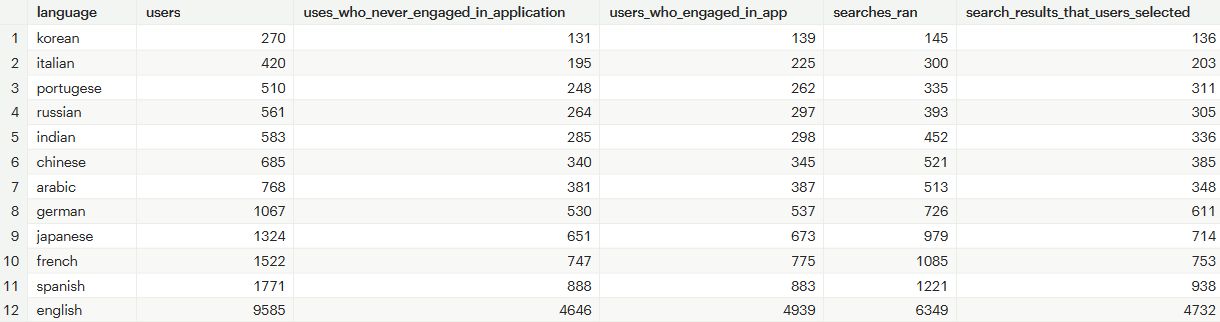 language users uses_who_never_engaged_in_application users_who_engaged_in_app searches_ran search_results_that_users_selected
1 korean 270 131 139 145 136
2 italian 420 195 225 300 203
3 portugese 510 248 262 335 311
4 russian 561 264 297 393 305
5 indian 583 285 298 452 336
6 chinese 685 340 345 521 385
7 arabic 768 381 387 513 348
8 german 1067 530 537 726 611
9 japanese 1324 651 673 979 714
10 french 1522 747 775 1085 753
11 spanish 1771 888 883 1221 938
12 english 9585 4646 4939 6349 4732